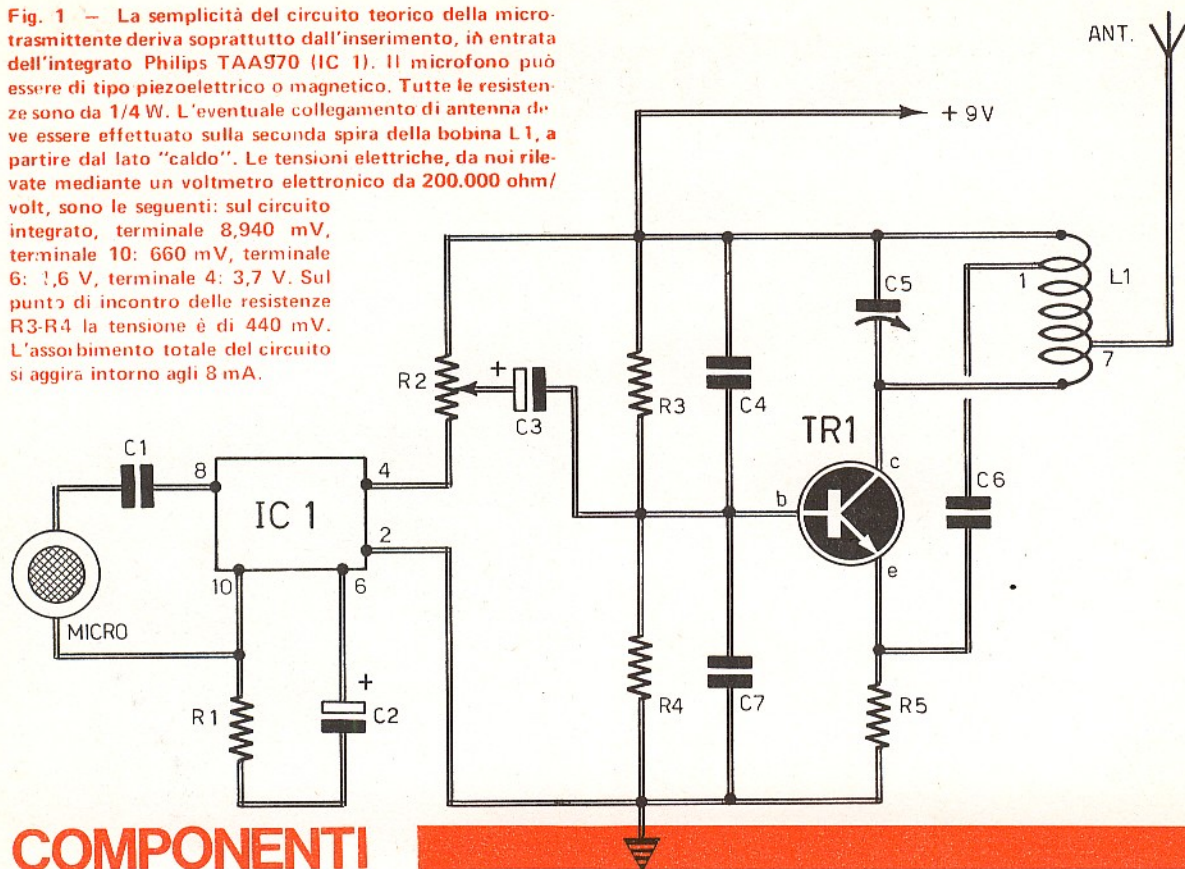 Fig. 1 — La semplicità del circuito teorico della micro-
trasmittente deriva soprattutto dall'inserimento, in entrata
dell'integrato Philips TAA970 (IC 1). Il microfono può
essere di tipo piezoelettrico o magnetico. Tutte le resisten-
ze sono da 1/4 W. L'eventuale collegamento di antenna de-
ve essere effettuato sulla seconda spira della bobina L1, a
partire dal lato "caldo". Le tensioni elettriche, da noi rile-
vate mediante un voltmetro elettronico da 200.000 ohm/
volt, sono le seguenti: sul circuito
integrato, terminale 8,940 mV,
terminale 10: 660 mV, terminale
6: ,6 V, terminale 4: 3,7 V. Sul
punto di incontro delle resistenze
R3-R4 la tensione è di 440 mV.
L'assorbimento totale del circuito
si aggira intorno agli 8 mA.
ANT.
+ 9V
C5
1
L1
7
R2
+
C3
R3
C4
TR1
C1
8
4
b
c
C6
IC 1
2
e
10
6
MICRO
R1
+
C2
R4
C7
R5
COMPONENTI